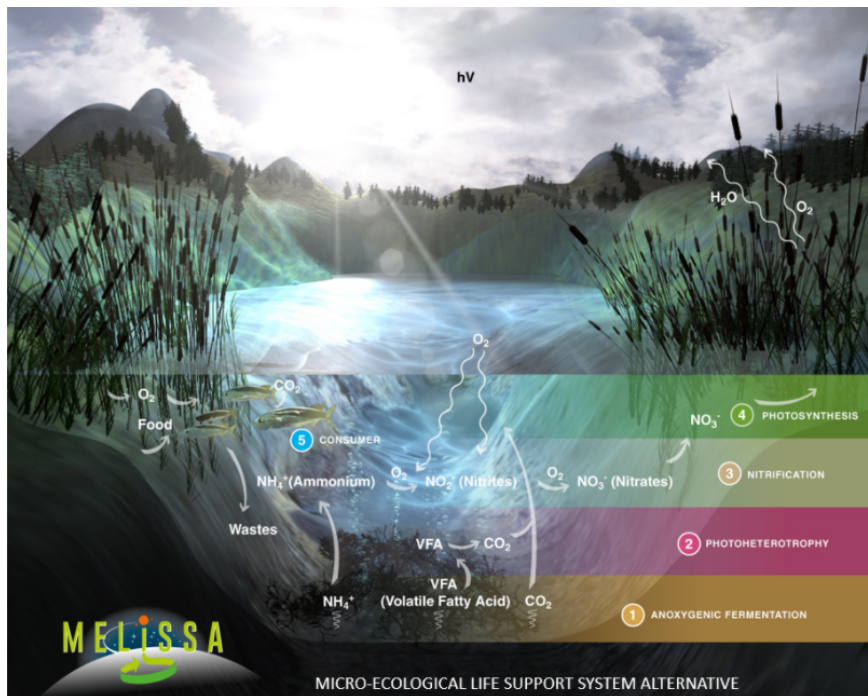 hV
H₂O
O₂
O₂
O₂
CO₂
Food
NO₃⁻
4 PHOTOSYNTHESIS
5 CONSUMER
NH₄⁺(Ammonium)
O₂
NO₂⁻ (Nitrites)
O₂
NO₃⁻ (Nitrates)
3 NITRIFICATION
Wastes
VFA
CO₂
2 PHOTOHETEROTROPHY
NH₄⁺
VFA
(Volatile Fatty Acid)
CO₂
1 ANOXYGENIC FERMENTATION
MELISSA
MICRO-ECOLOGICAL LIFE SUPPORT SYSTEM ALTERNATIVE